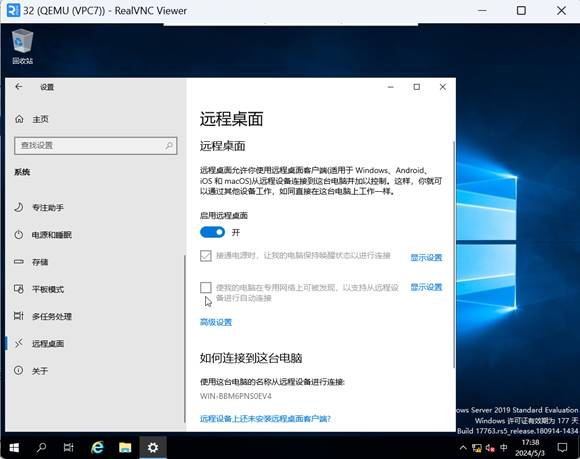 32 (QEMU (VPC7)) - RealVNC Viewer
回收站
设置
主页
查找设置
系统
专注助手
电源和睡眠
存储
平板模式
多任务处理
远程桌面
关于
远程桌面
远程桌面
远程桌面允许你使用远程桌面客户端(适用于 Windows、Android、
iOS 和 macOS)从远程设备连接到这台电脑并加以控制。这样，你就可
以通过其他设备工作，如同直接在这台电脑上工作一样。
启用远程桌面
开
接通电源时，让我的电脑保持唤醒状态以进行连接
显示设置
使我的电脑在专用网络上可被发现，以支持从远程设
备进行自动连接
显示设置
高级设置
如何连接到这台电脑
使用这台电脑的名称从远程设备进行连接:
WIN-BBM6PNS0EV4
远程设备上还未安装远程桌面客户端?
ows Server 2019 Standard Evaluation
Windows 许可证有效期为 177 天
Build 17763.rs5_release.180914-1434
中
17:38
2024/5/3